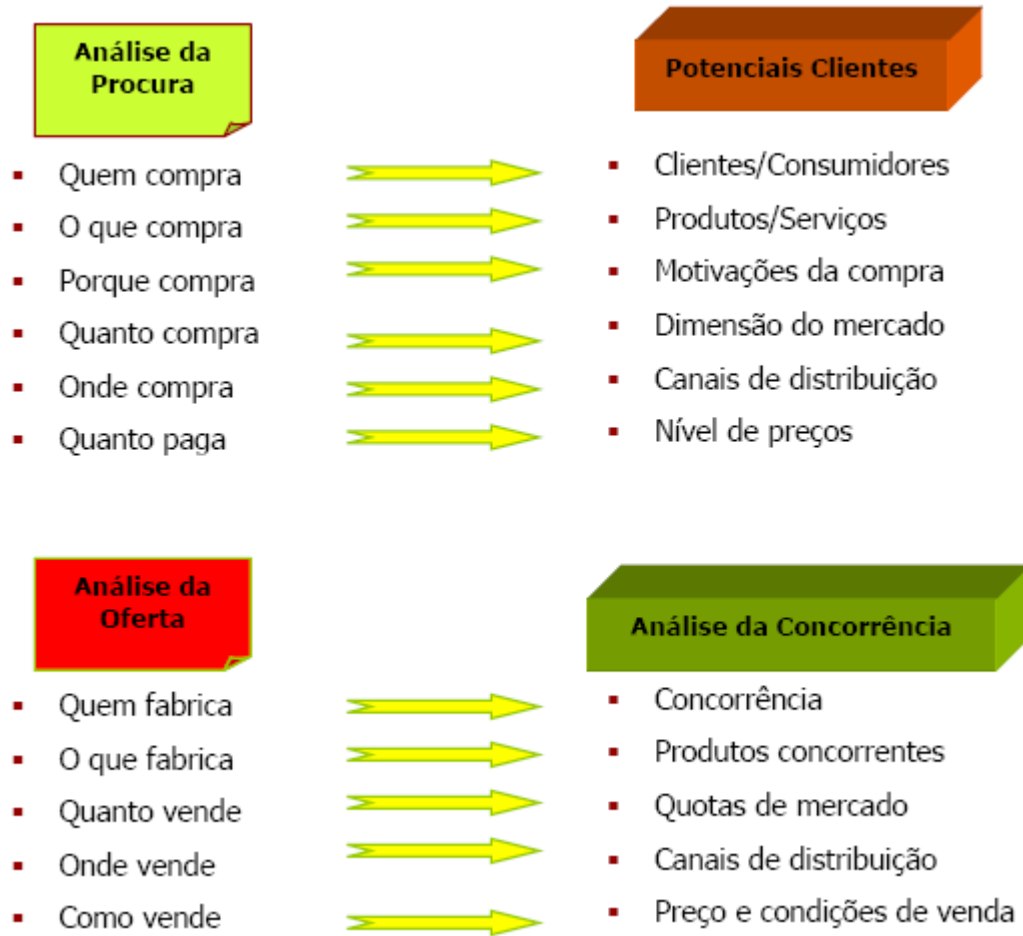 Análise da
Procura
Potenciais Clientes
Quem compra
Clientes/Consumidores
O que compra
Produtos/Serviços
Porque compra
Motivações da compra
Quanto compra
Dimensão do mercado
Onde compra
Canais de distribuição
Quanto paga
Nível de preços
Análise da
Oferta
Análise da Concorrência
Quem fabrica
Concorrência
O que fabrica
Produtos concorrentes
Quanto vende
Quotas de mercado
Onde vende
Canais de distribuição
Como vende
Preço e condições de venda